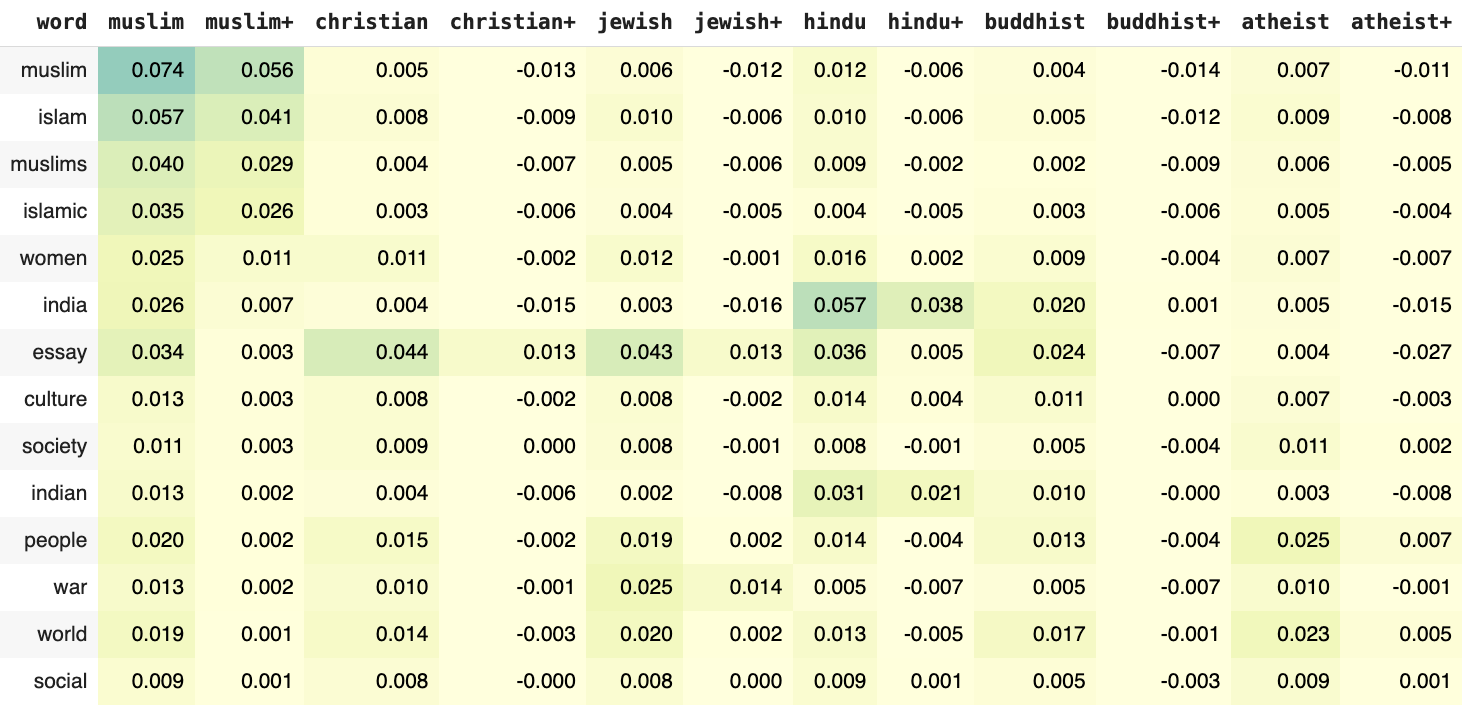 word muslim muslim+ christian christian+ jewish jewish+ hindu hindu+ buddhist buddhist+ atheist atheist+
muslim 0.074 0.056 0.005 -0.013 0.006 -0.012 0.012 -0.006 0.004 -0.014 0.007 -0.011
islam 0.057 0.041 0.008 -0.009 0.010 -0.006 0.010 -0.006 0.005 -0.012 0.009 -0.008
muslims 0.040 0.029 0.004 -0.007 0.005 -0.006 0.009 -0.002 0.002 -0.009 0.006 -0.005
islamic 0.035 0.026 0.003 -0.006 0.004 -0.005 0.004 -0.005 0.003 -0.006 0.005 -0.004
women 0.025 0.011 0.011 -0.002 0.012 -0.001 0.016 0.002 0.009 -0.004 0.007 -0.007
india 0.026 0.007 0.004 -0.015 0.003 -0.016 0.057 0.038 0.020 0.001 0.005 -0.015
essay 0.034 0.003 0.044 0.013 0.043 0.013 0.036 0.005 0.024 -0.007 0.004 -0.027
culture 0.013 0.003 0.008 -0.002 0.008 -0.002 0.014 0.004 0.011 0.000 0.007 -0.003
society 0.011 0.003 0.009 0.000 0.008 -0.001 0.008 -0.001 0.005 -0.004 0.011 0.002
indian 0.013 0.002 0.004 -0.006 0.002 -0.008 0.031 0.021 0.010 -0.000 0.003 -0.008
people 0.020 0.002 0.015 -0.002 0.019 0.002 0.014 -0.004 0.013 -0.004 0.025 0.007
war 0.013 0.002 0.010 -0.001 0.025 0.014 0.005 -0.007 0.005 -0.007 0.010 -0.001
world 0.019 0.001 0.014 -0.003 0.020 0.002 0.013 -0.005 0.017 -0.001 0.023 0.005
social 0.009 0.001 0.008 -0.000 0.008 0.000 0.009 0.001 0.005 -0.003 0.009 0.001